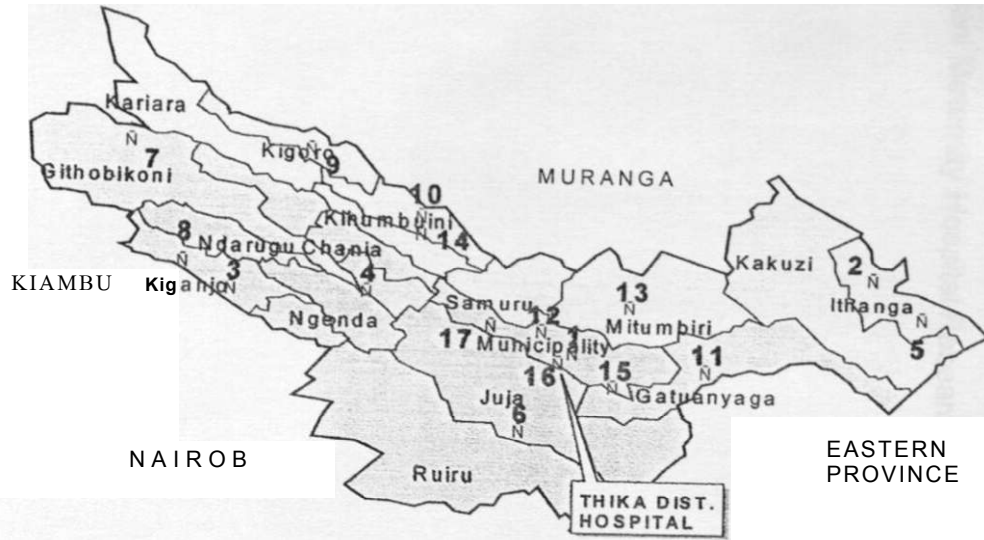 Kariara
Kigoro
Ñ
9
Ñ
7
Githobikoni
MURANGA
10
Ñ
Kihumbuini
Ñ
14
8
Ndarugu
Chania
Ñ
KIAMBU
Kiganjo
3
Ñ
4
Ñ
Ngenda
Kakuzi
2
Ñ
Ithanga
Ñ
5
Samuru
Ñ
12
Ñ
13
Ñ
Mitumbiri
17
Municipality
1
Ñ
16
Ñ
15
Ñ
11
Ñ
Gatuanyaga
Juja
6
Ñ
Ruiru
NAIROB
EASTERN
PROVINCE
THIKA DIST.
HOSPITAL